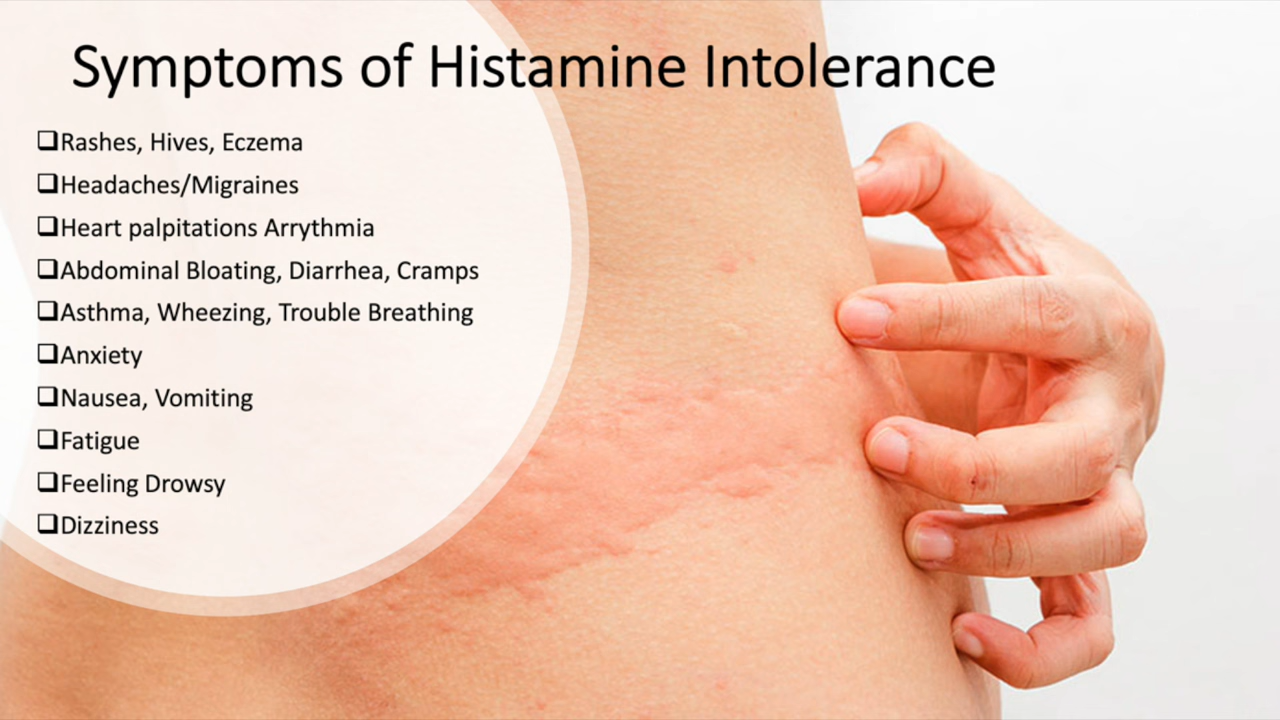 Symptoms of Histamine Intolerance
❑Rashes, Hives, Eczema
❑Headaches/Migraines
❑Heart palpitations Arrythmia
❑Abdominal Bloating, Diarrhea, Cramps
❑Asthma, Wheezing, Trouble Breathing
❑Anxiety
❑Nausea, Vomiting
❑Fatigue
❑Feeling Drowsy
❑Dizziness